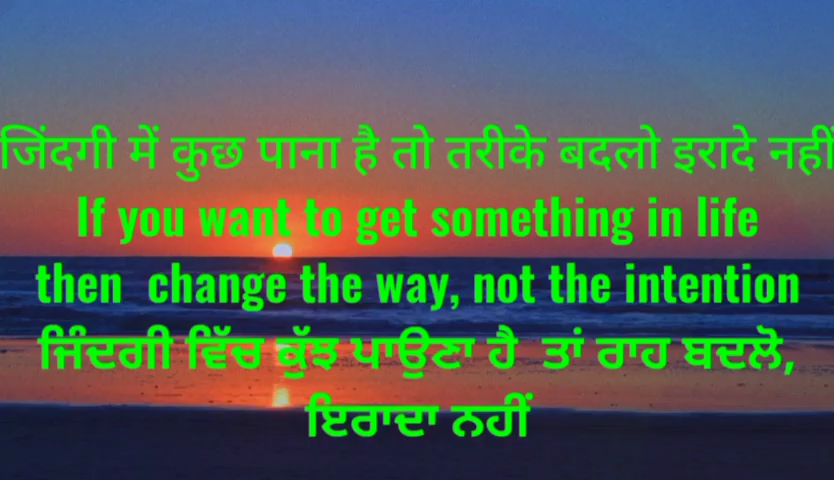 जिंदगी में कुछ पाना है तो तरीके बदलो इरादे नहीं
If you want to get something in life
then change the way, not the intention
ਜਿੰਦਗੀ ਵਿੱਚ ਕੁੱਝ ਪਾਉਣਾ ਹੈ ਤਾਂ ਰਾਹ ਬਦਲੋ,
ਇਰਾਦਾ ਨਹੀਂ